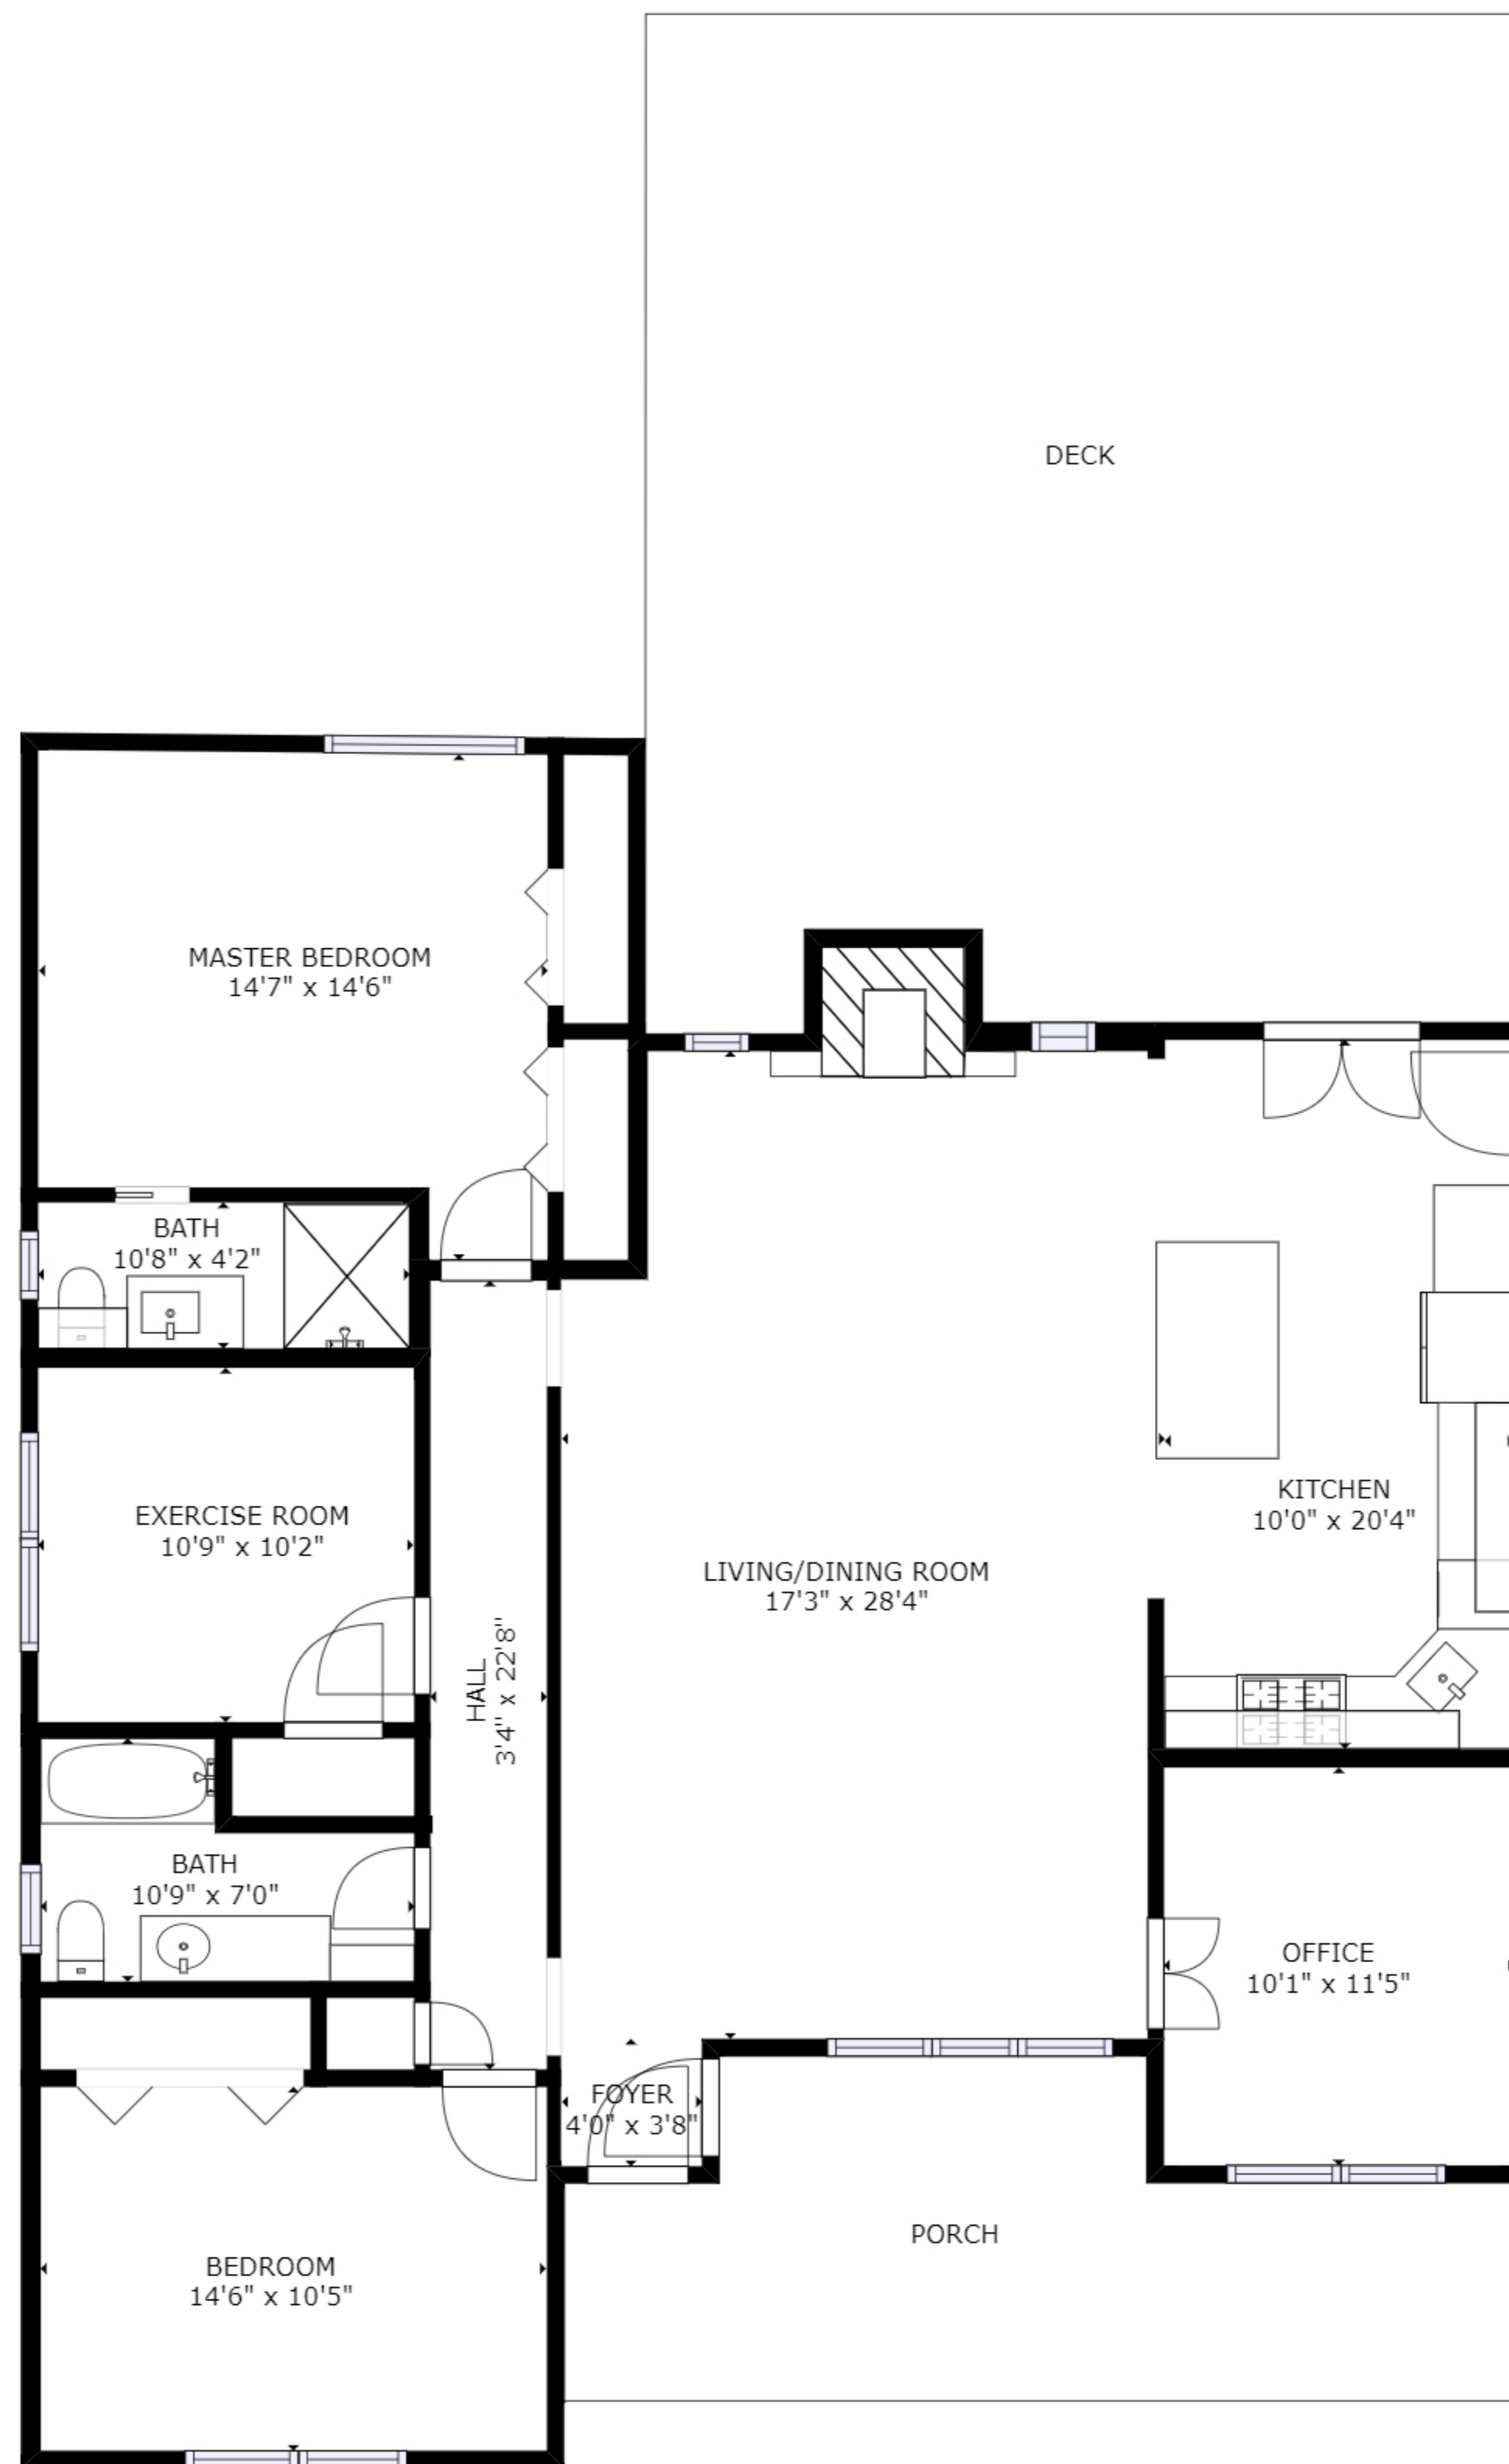 DECK
MASTER BEDROOM
14'7" x 14'6"
BATH
10'8" x 4'2"
EXERCISE ROOM
10'9" x 10'2"
KITCHEN
10'0" x 20'4"
LIVING/DINING ROOM
17'3" x 28'4"
HALL
3'4" x 22'8"
BATH
10'9" x 7'0"
OFFICE
10'1" x 11'5"
FOYER
4'0" x 3'8"
PORCH
BEDROOM
14'6" x 10'5"